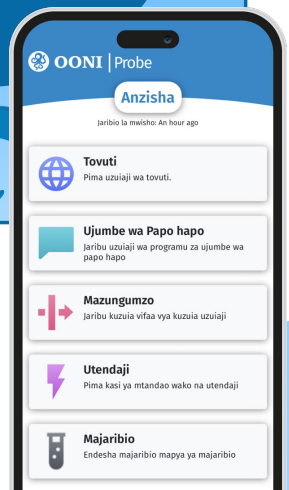 OONI | Probe
Anzisha
Jaribio la mwisho: An hour ago
Tovuti
Pima uzuiaji wa tovuti.
Ujumbe wa Papo hapo
Jaribu uzuiaji wa programu za ujumbe wa
papo hapo
Mazungumzo
Jaribu kuzuia vifaa vya kuzuia uzuiaji
Utendaji
Pima kasi ya mtandao wako na utendaji
Majaribio
Endesha majaribio mapya ya majaribio